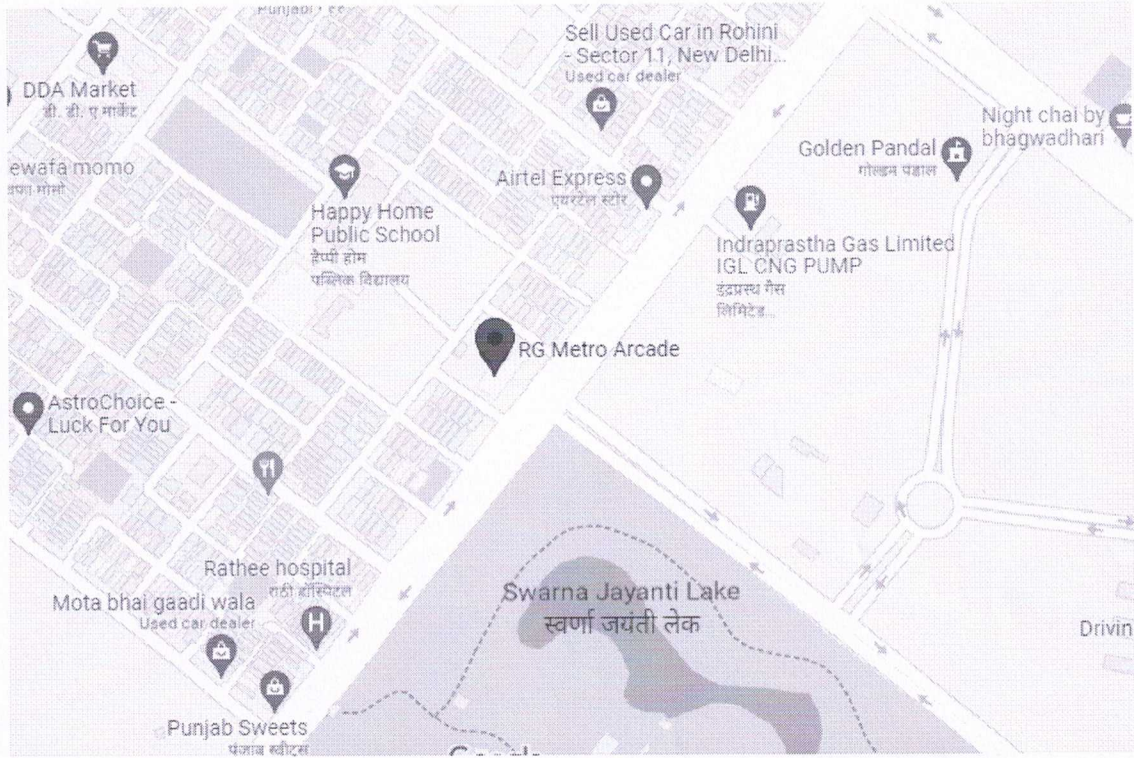 Sell Used Car in Rohini
- Sector 11, New Delhi...
Used car dealer
DDA Market
डी. डी. ए मार्केट
Night chai by
bhagwadhari
Golden Pandal
गोल्डन पंडाल
ewafa momo
Airtel Express
एयरटेल स्टोर
Happy Home
Public School
हैप्पी होम
पब्लिक विद्यालय
Indraprastha Gas Limited
IGL CNG PUMP
इंद्रप्रस्थ गैस
लिमिटेड...
RG Metro Arcade
AstroChoice -
Luck For You
Rathee hospital
राठी हॉस्पिटल
Mota bhai gaadi wala
Used car dealer
H
Swarna Jayanti Lake
स्वर्णा जयंती लेक
Drivin
Punjab Sweets
पंजाब स्वीट्स